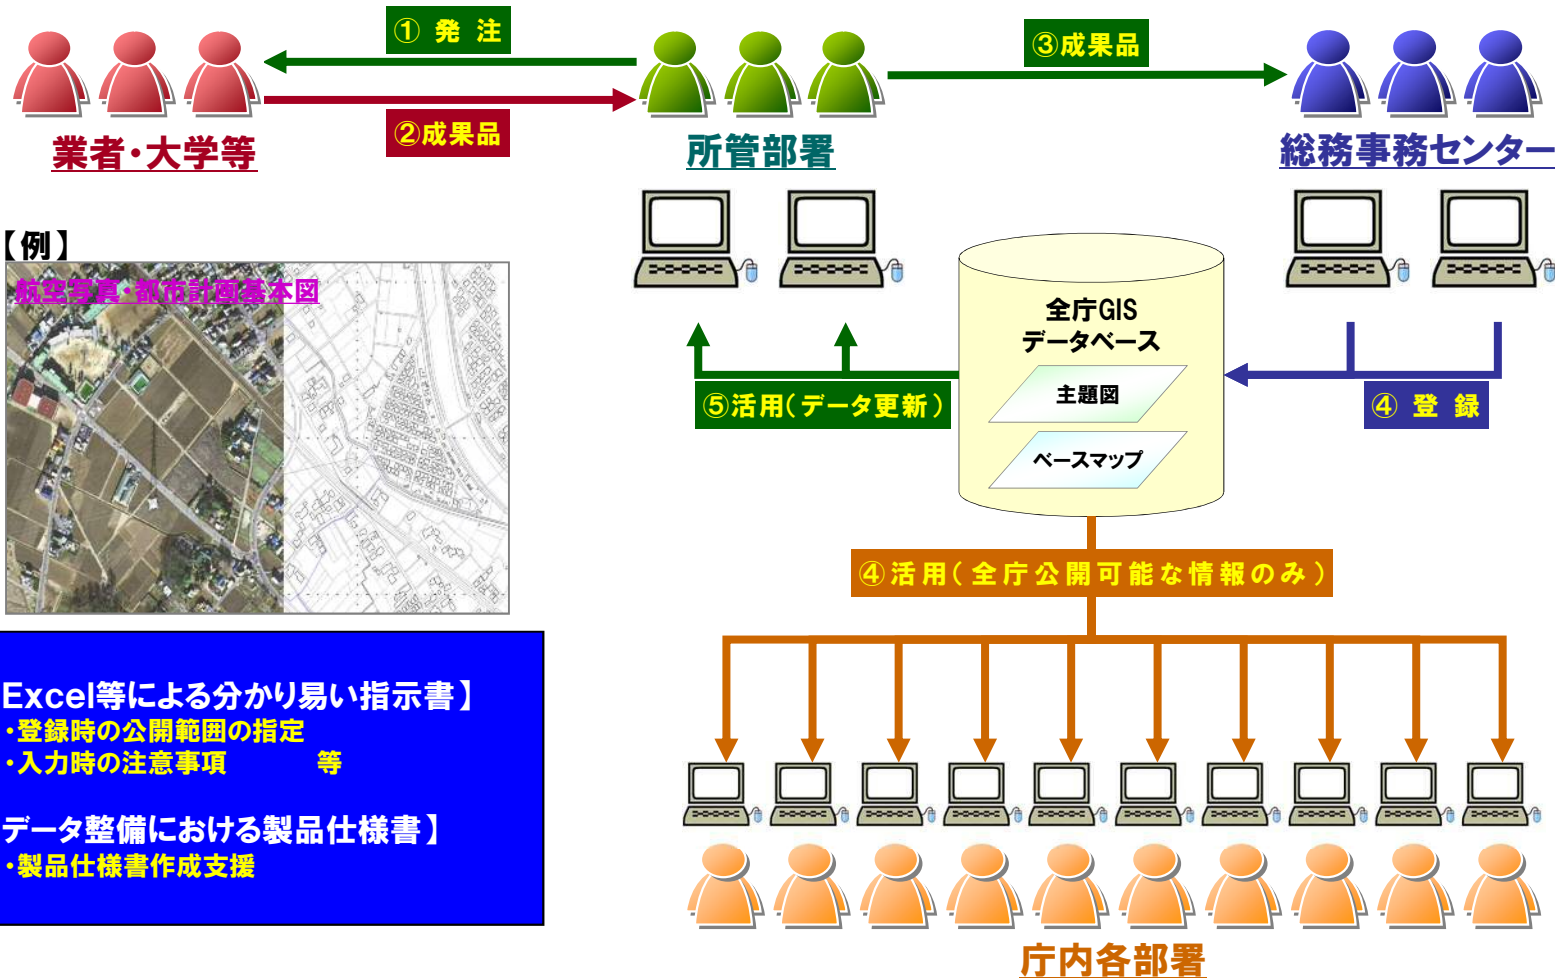 ① 発 注
③成果品
②成果品
業者・大学等
所管部署
総務事務センター
【例】
航空写真・都市計画基本図
全庁GIS
データベース
主題図
ベースマップ
⑤活用(データ更新)
④ 登 録
④活用(全庁公開可能な情報のみ)
Excel等による分かり易い指示書】
・登録時の公開範囲の指定
・入力時の注意事項 等
データ整備における製品仕様書】
・製品仕様書作成支援
庁内各部署